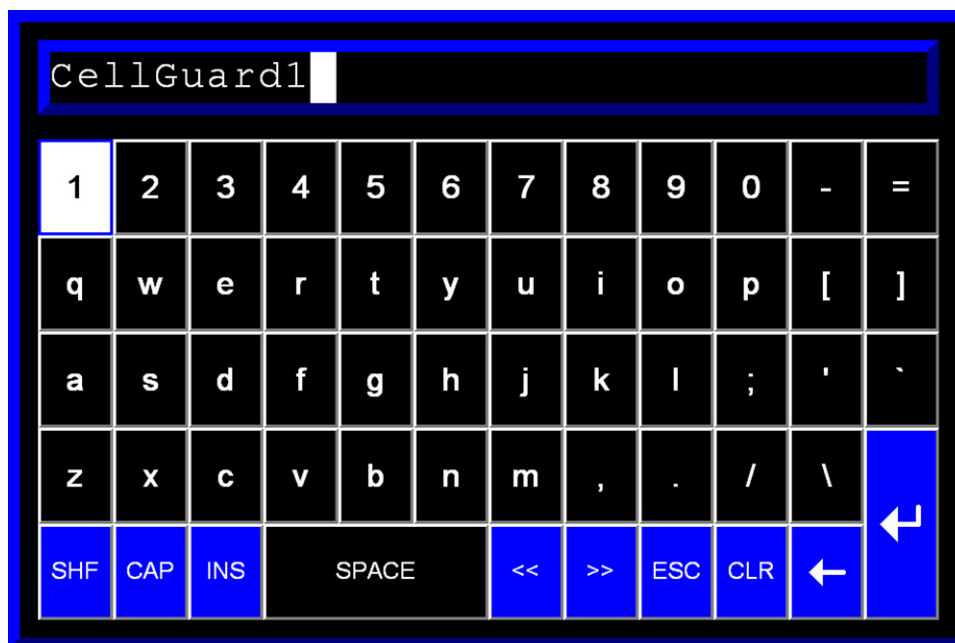 CellGuard1
1 2 3 4 5 6 7 8 9 0 - =
q w e r t y u i o p [ ]
a s d f g h j k l ; ' `
z x c v b n m , . / \
SHF CAP INS SPACE << >> ESC CLR ← ↵